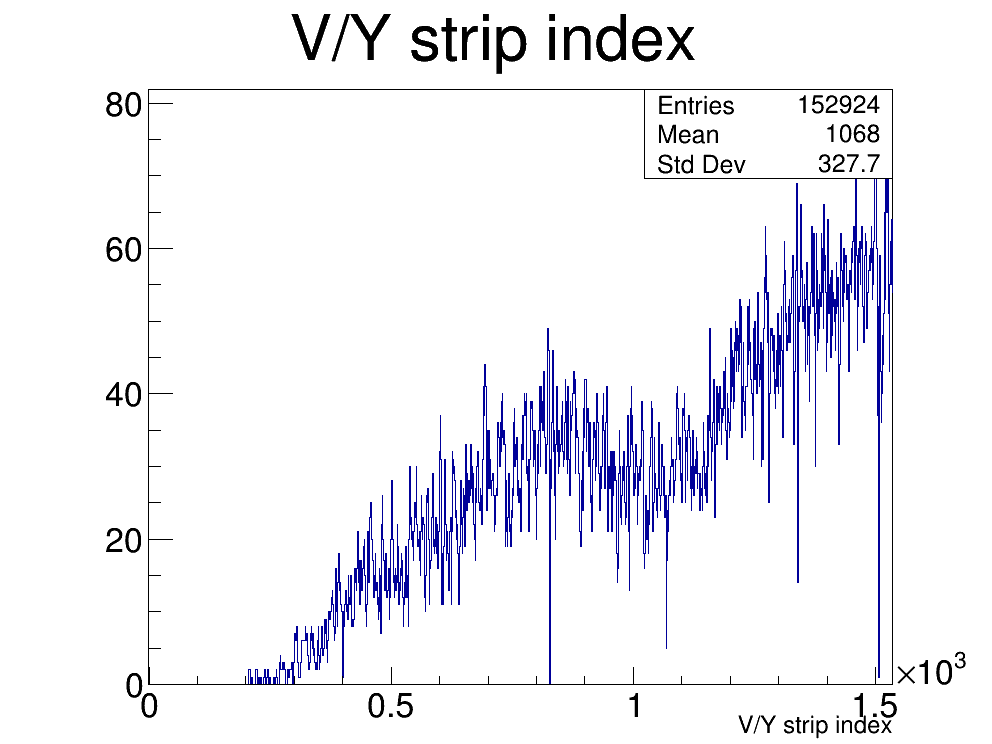 V/Y strip index
Entries 152924
Mean 1068
Std Dev 327.7
80
60
40
20
0
0 0.5 1 1.5
×10³
V/Y strip index